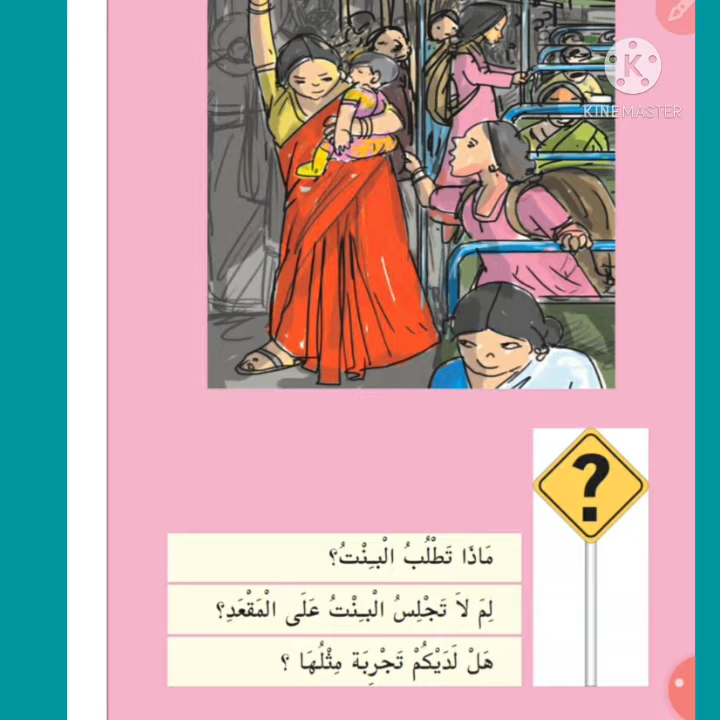 K
KINEMASTER
?
مَاذَا تَطْلُبُ الْبِنْتُ؟
لِمَ لاَ تَجْلِسُ الْبِنْتُ عَلَى الْمَقْعَدِ؟
هَلْ لَدَيْكُمْ تَجْرِبَة مِثْلُهَا ؟